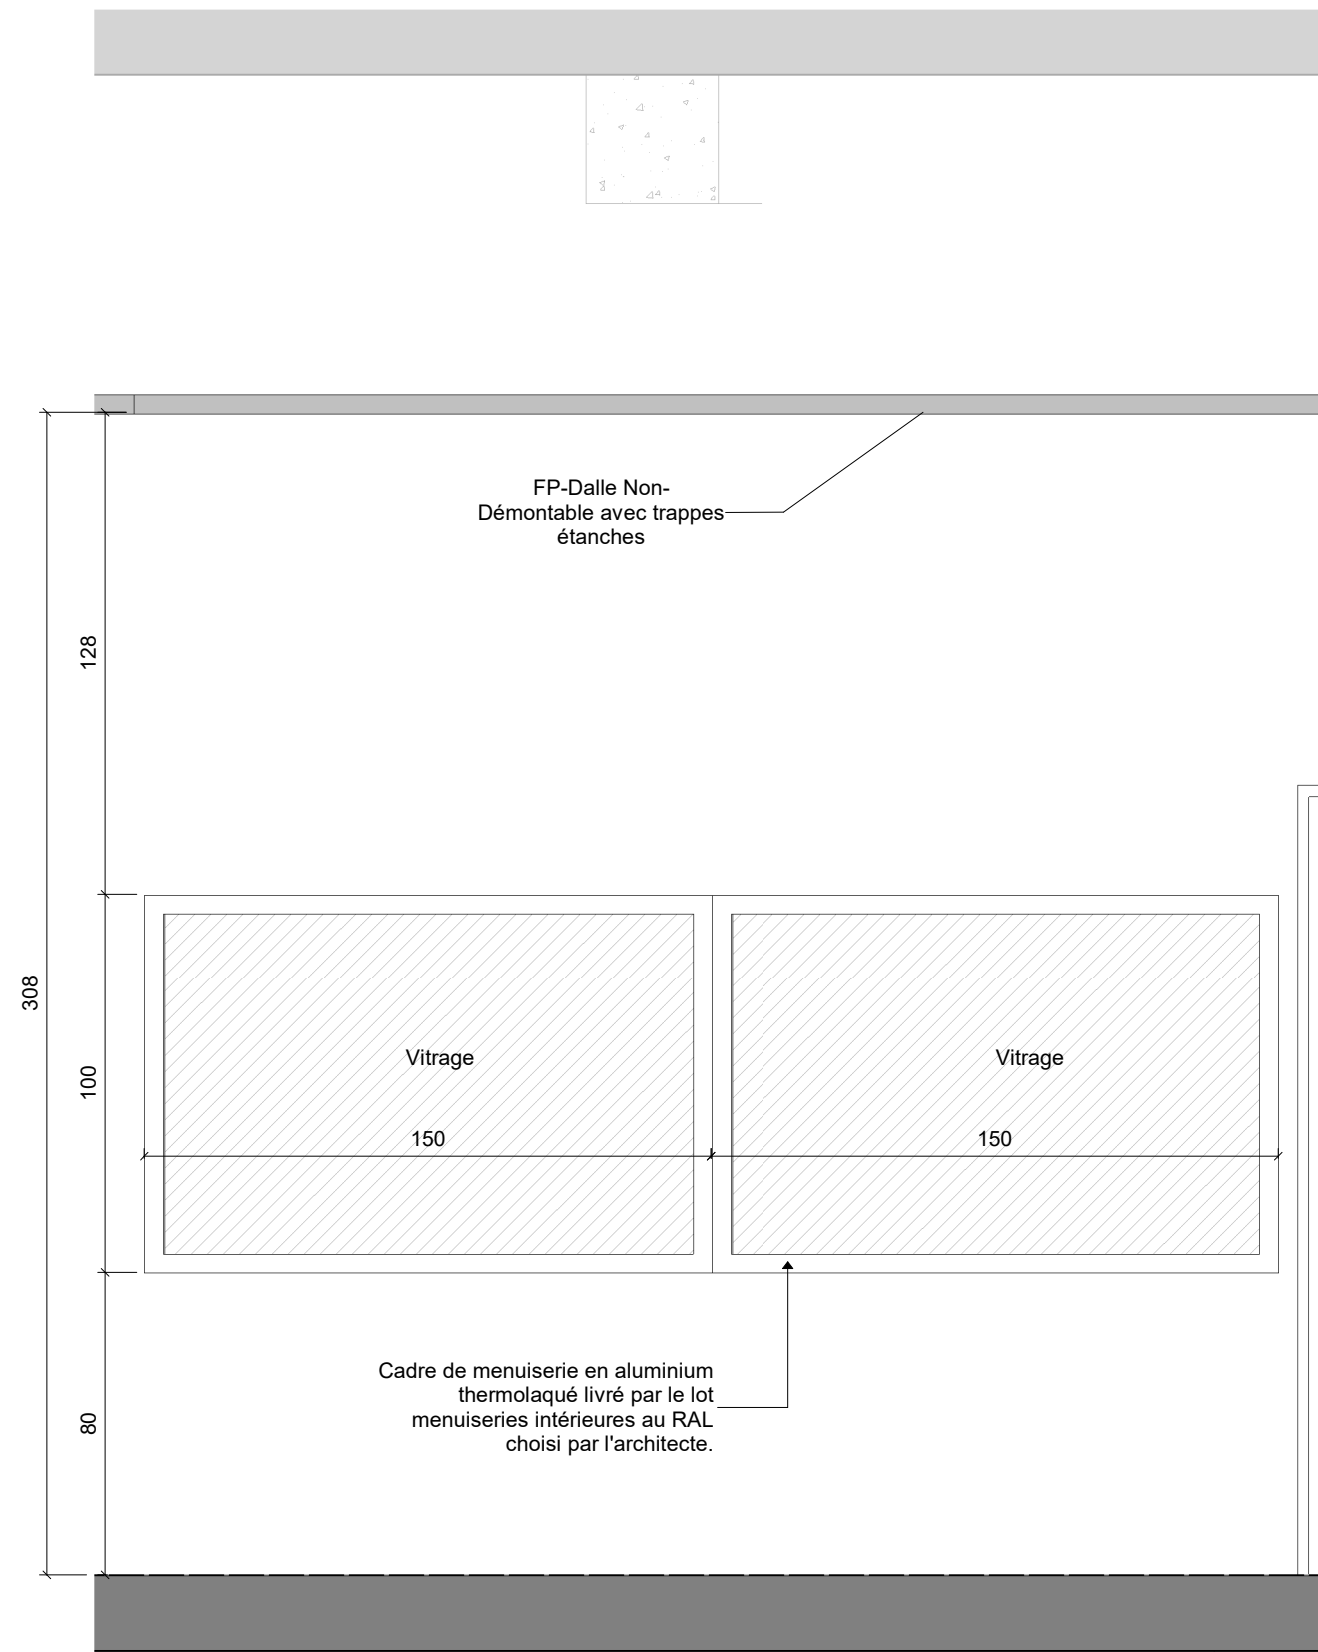 FP-Dalle Non-
Démontable avec trappes
étanches
128
308
100
Vitrage
Vitrage
150
150
80
Cadre de menuiserie en aluminium
thermolaqué livré par le lot
menuiseries intérieures au RAL
choisi par l'architecte.